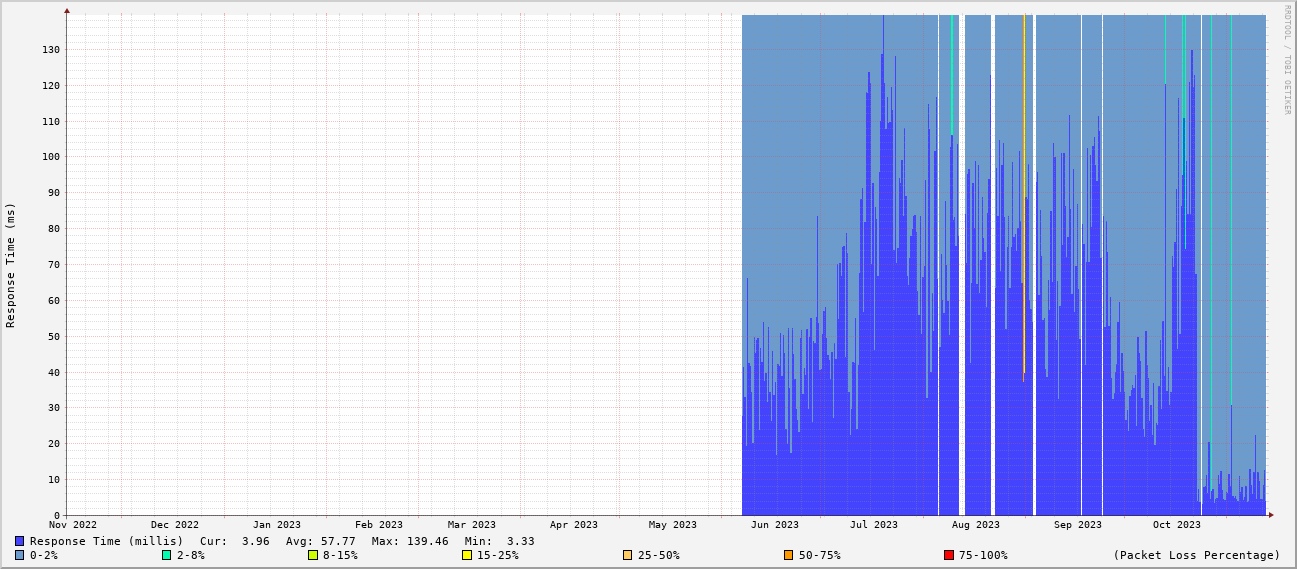 RRDTOOL / TOBI OETIKER
Response Time (ms)
130
120
110
100
90
80
70
60
50
40
30
20
10
0
Nov 2022 Dec 2022 Jan 2023 Feb 2023 Mar 2023 Apr 2023 May 2023 Jun 2023 Jul 2023 Aug 2023 Sep 2023 Oct 2023
Response Time (millis) Cur: 3.96 Avg: 57.77 Max: 139.46 Min: 3.33
0-2% 2-8% 8-15% 15-25% 25-50% 50-75% 75-100% (Packet Loss Percentage)